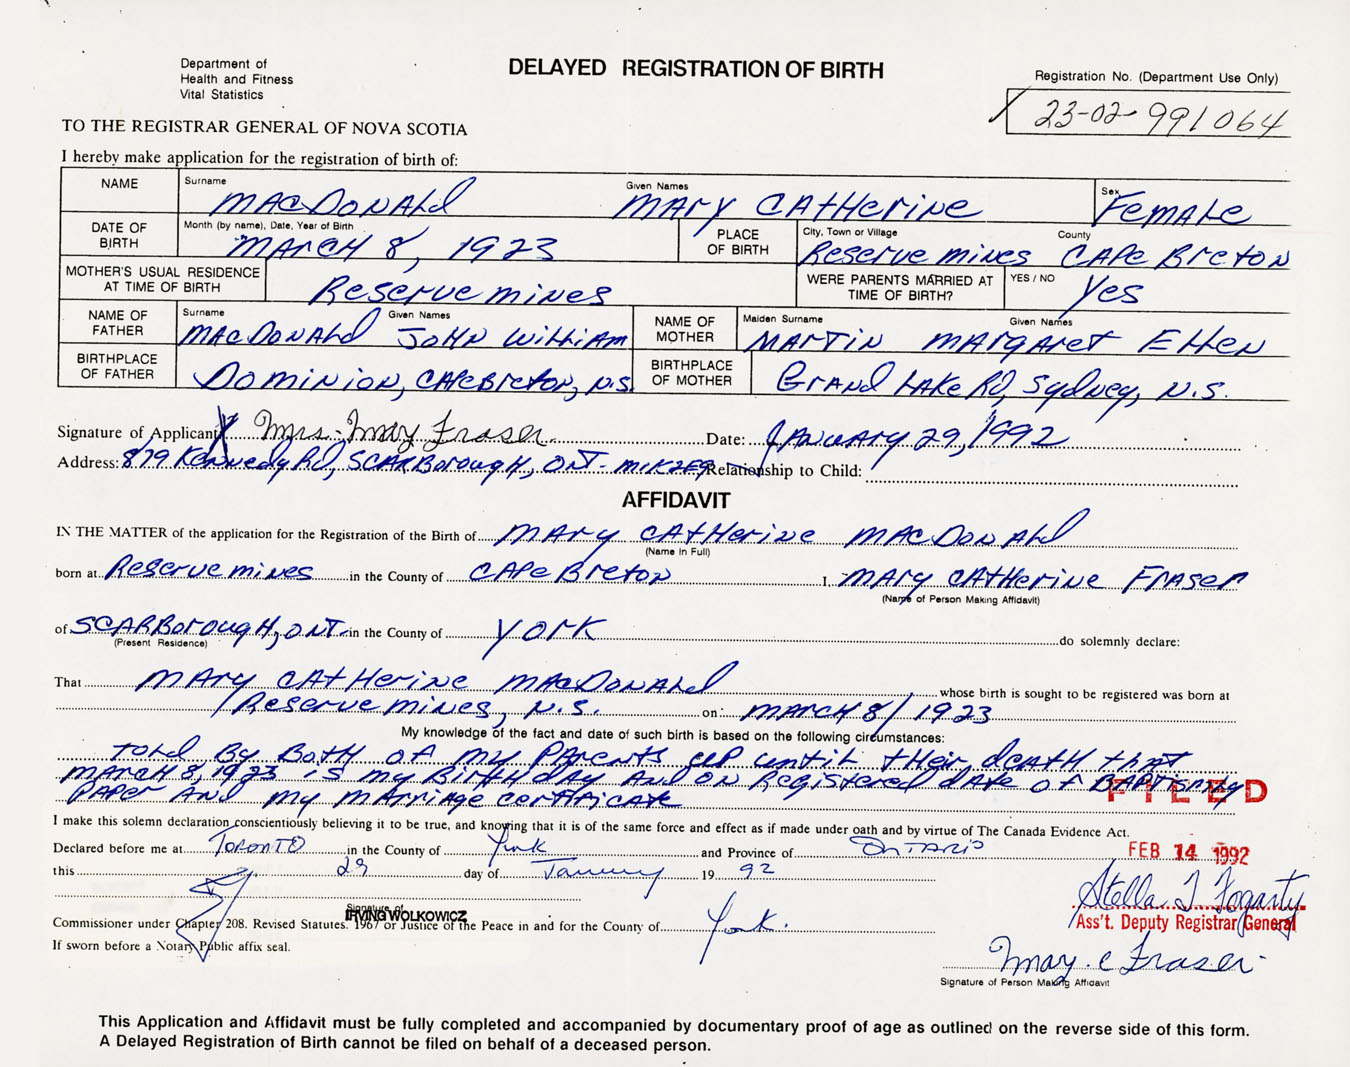 Department of
Health and Fitness
Vital Statistics
DELAYED REGISTRATION OF BIRTH
Registration No. (Department Use Only)
23-02-991064
TO THE REGISTRAR GENERAL OF NOVA SCOTIA
I hereby make application for the registration of birth of:
NAME Surname MACDONALD Given Names MARY CATHERINE Sex FEMALE
DATE OF BIRTH Month (by name), Date, Year of Birth MARCH 8, 1923 PLACE OF BIRTH City, Town or Village Reserve mines County CAPE BRETON
MOTHER'S USUAL RESIDENCE AT TIME OF BIRTH Reserve mines WERE PARENTS MARRIED AT TIME OF BIRTH? YES / NO Yes
NAME OF FATHER Surname MACDONALD Given Names JOHN WILLIAM NAME OF MOTHER Maiden Surname MARTIN Given Names MARGARET ELLEN
BIRTHPLACE OF FATHER DOMINION, CAPE BRETON, N.S. BIRTHPLACE OF MOTHER GRAND LAKE RD, SYDNEY, N.S.
Signature of Applicant X Mrs. May Fraser Date: JANUARY 29, 1992
Address: 879 Kennedy Rd, SCARBOROUGH, ONT. M1K2E9 Relationship to Child:
AFFIDAVIT
IN THE MATTER of the application for the Registration of the Birth of MARY CATHERINE MACDONALD
(Name In Full)
born at Reserve mines in the County of CAPE BRETON I, MARY CATHERINE FRASER
(Name of Person Making Affidavit)
of SCARBOROUGH, ONT. in the County of YORK do solemnly declare:
(Present Residence)
That MARY CATHERINE MACDONALD whose birth is sought to be registered was born at
Reserve mines, N.S. on MARCH 8/1923
My knowledge of the fact and date of such birth is based on the following circumstances:
TOLD BY BOTH OF MY PARENTS UP UNTIL THEIR DEATH THAT
MARCH 8, 1923 IS MY BIRTHDAY AND ON REGISTERED DATE OF BAPTISMAL
PAPER AND MY MARRIAGE CERTIFICATE
FILED
I make this solemn declaration conscientiously believing it to be true, and knowing that it is of the same force and effect as if made under oath and by virtue of The Canada Evidence Act.
Declared before me at TORONTO in the County of York and Province of ONTARIO
FEB 14 1992
this 29 day of January 19 92
Stella T Fogarty
Ass't. Deputy Registrar General
Signature of
IRVING WOLKOWICZ
Commissioner under Chapter 208. Revised Statutes. 1967 or Justice of the Peace in and for the County of York.
If sworn before a Notary Public affix seal.
May C Fraser
Signature of Person Making Affidavit
This Application and Affidavit must be fully completed and accompanied by documentary proof of age as outlined on the reverse side of this form.
A Delayed Registration of Birth cannot be filed on behalf of a deceased person.